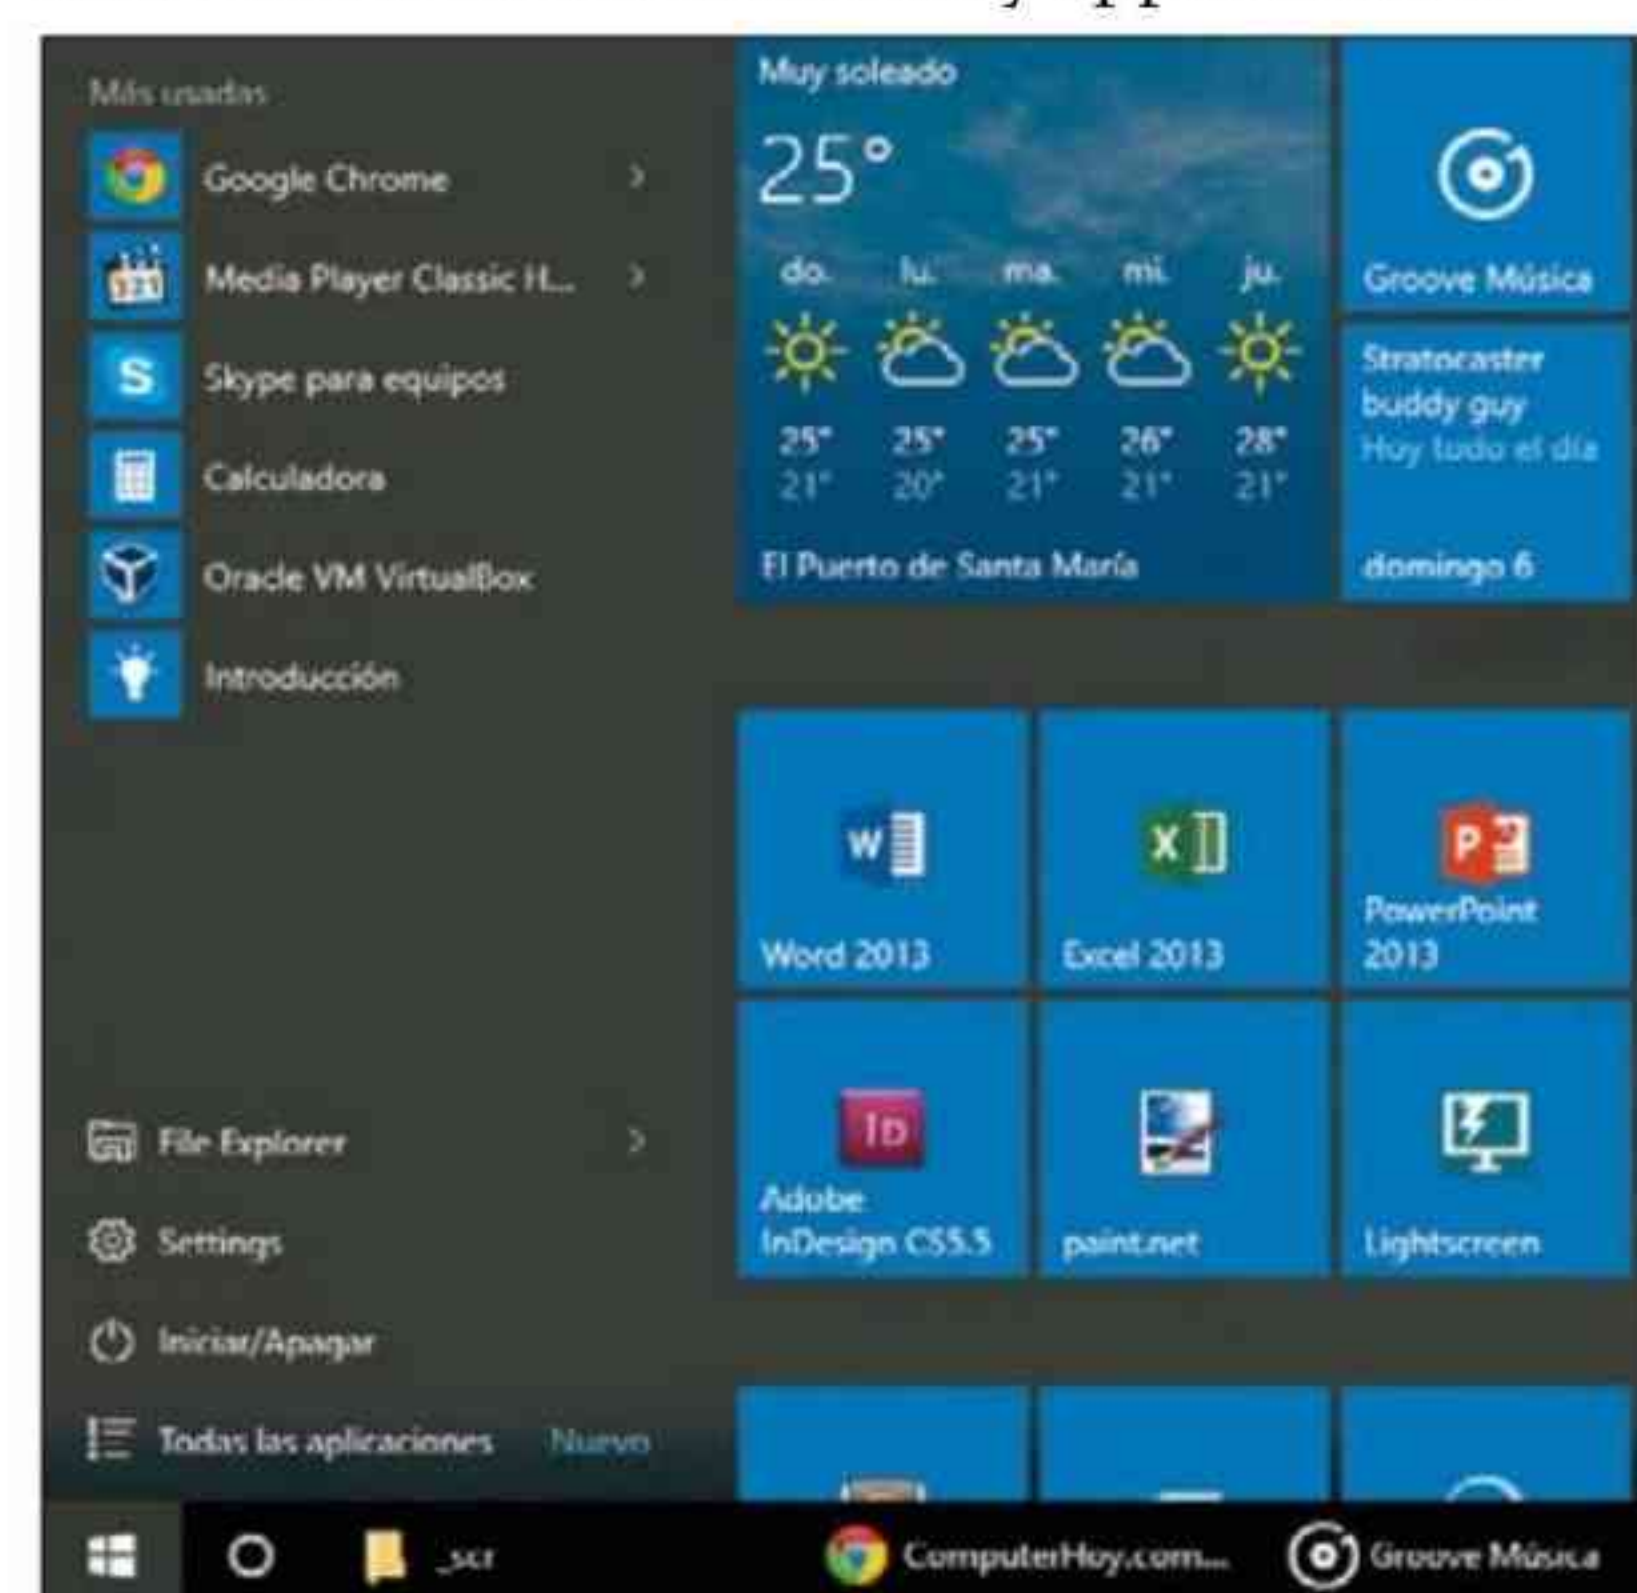 Más usadas
Google Chrome
Media Player Classic H...
Skype para equipos
Calculadora
Oracle VM VirtualBox
Introducción
File Explorer
Settings
Iniciar/Apagar
Todas las aplicaciones Nuevo
Muy soleado
25°
do. lu. ma. mi. ju.
25° 25° 25° 26° 28°
21° 20° 21° 21° 21°
El Puerto de Santa María
Groove Música
Stratocaster
buddy guy
Hoy todo el día
domingo 6
Word 2013
Excel 2013
PowerPoint
2013
Adobe
InDesign CS5.5
paint.net
Lightscreen
_scr
ComputerHoy.com...
Groove Música